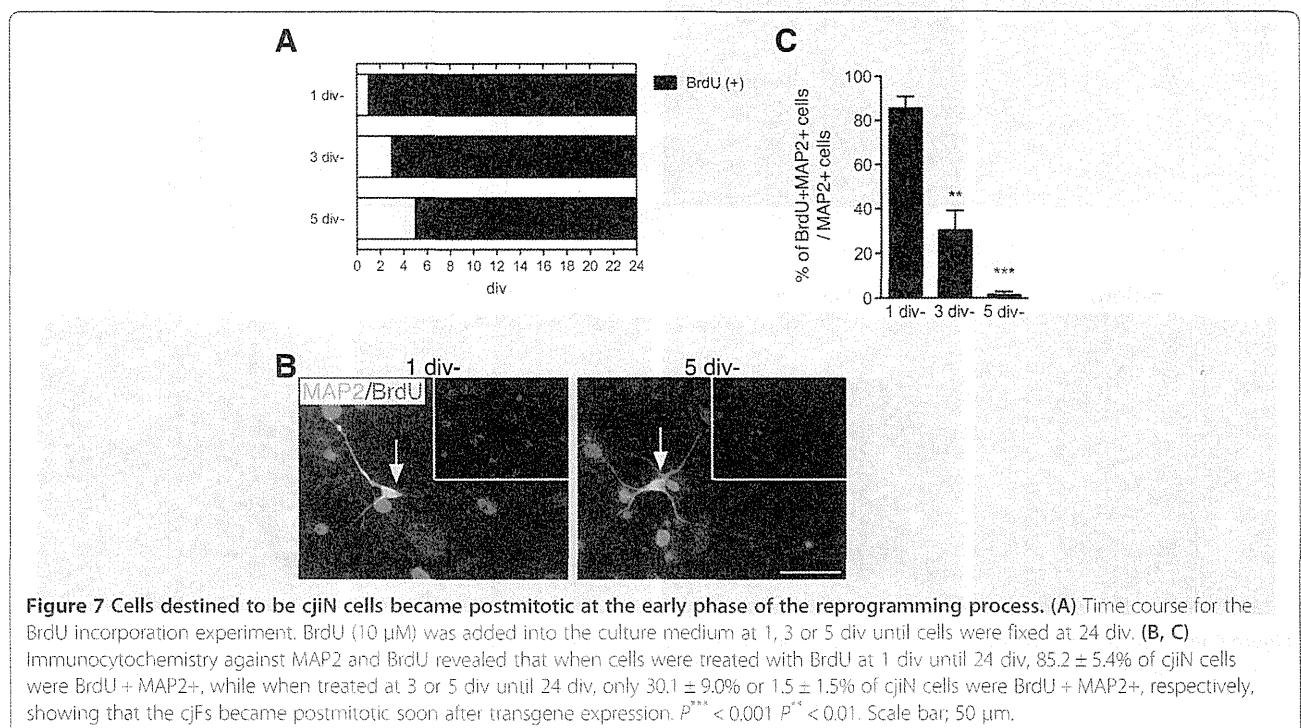 A
BrdU (+)
1 div-
3 div-
5 div-
0 2 4 6 8 10 12 14 16 18 20 22 24
div
C
% of BrdU+MAP2+ cells
/ MAP2+ cells
100
80
60
40
20
0
**
***
1 div- 3 div- 5 div-
B
1 div-
5 div-
MAP2/BrdU
Figure 7 Cells destined to be cjiN cells became postmitotic at the early phase of the reprogramming process. (A) Time course for the
BrdU incorporation experiment. BrdU (10 μM) was added into the culture medium at 1, 3 or 5 div until cells were fixed at 24 div. (B, C)
Immunocytochemistry against MAP2 and BrdU revealed that when cells were treated with BrdU at 1 div until 24 div, 85.2 ± 5.4% of cjiN cells
were BrdU + MAP2+, while when treated at 3 or 5 div until 24 div, only 30.1 ± 9.0% or 1.5 ± 1.5% of cjiN cells were BrdU + MAP2+, respectively,
showing that the cjFs became postmitotic soon after transgene expression. P*** < 0.001 P** < 0.01. Scale bar; 50 μm.